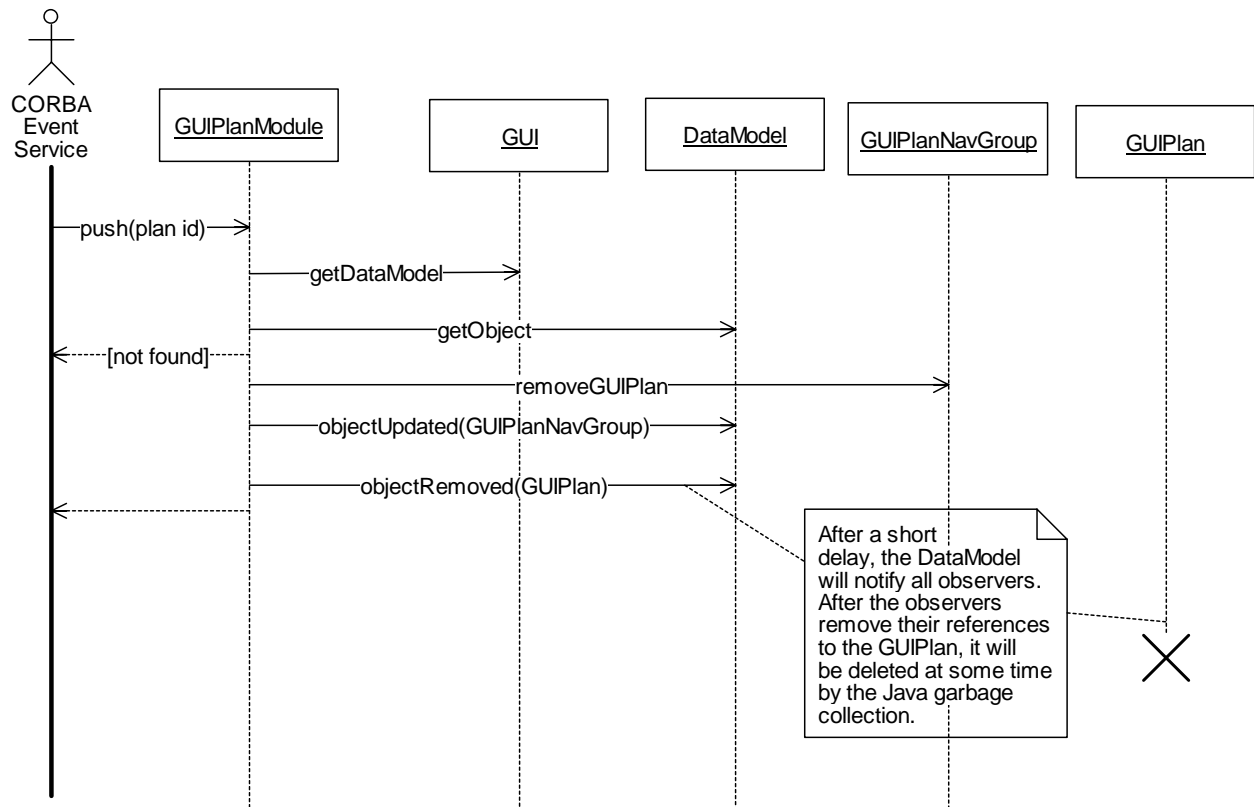 CORBA
Event
Service
GUIPlanModule
GUI
DataModel
GUIPlanNavGroup
GUIPlan
push(plan id)
getDataModel
getObject
[not found]
removeGUIPlan
objectUpdated(GUIPlanNavGroup)
objectRemoved(GUIPlan)
After a short
delay, the DataModel
will notify all observers.
After the observers
remove their references
to the GUIPlan, it will
be deleted at some time
by the Java garbage
collection.